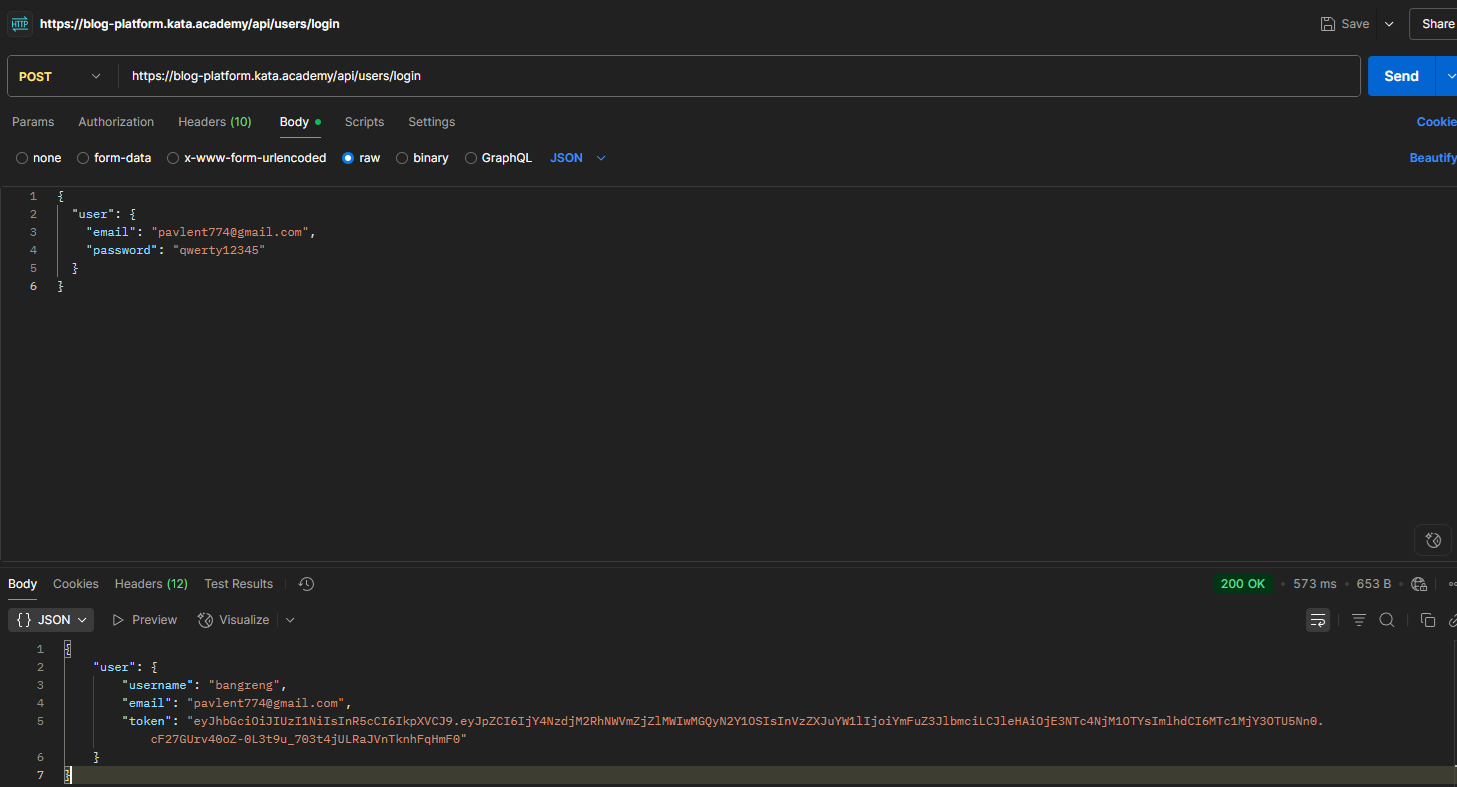 HTTP https://blog-platform.kata.academy/api/users/login Save Share
POST https://blog-platform.kata.academy/api/users/login Send
Params Authorization Headers (10) Body Scripts Settings Cookie
none form-data x-www-form-urlencoded raw binary GraphQL JSON Beautify
1 {
2 "user": {
3 "email": "pavlent774@gmail.com",
4 "password": "qwerty12345"
5 }
6 }
Body Cookies Headers (12) Test Results 200 OK 573 ms 653 B
{} JSON Preview Visualize
1 {
2 "user": {
3 "username": "bangreng",
4 "email": "pavlent774@gmail.com",
5 "token": "eyJhbGciOiJIUzI1NiIsInR5cCI6IkpXVCJ9.eyJpZCI6IjY4NzdjM2RhNWVmZjZlMWIwMGQyN2Y1OSIsInVzZXJuYW1lIjoiYmFuZ3JlbmciLCJleHAiOjE3NTc4NjM1OTYsImlhdCI6MTc1MjY3OTU5Nn0.
cF27GUrv40oZ-0L3t9u_703t4jULRaJVnTknhFqHmF0"
6 }
7 }